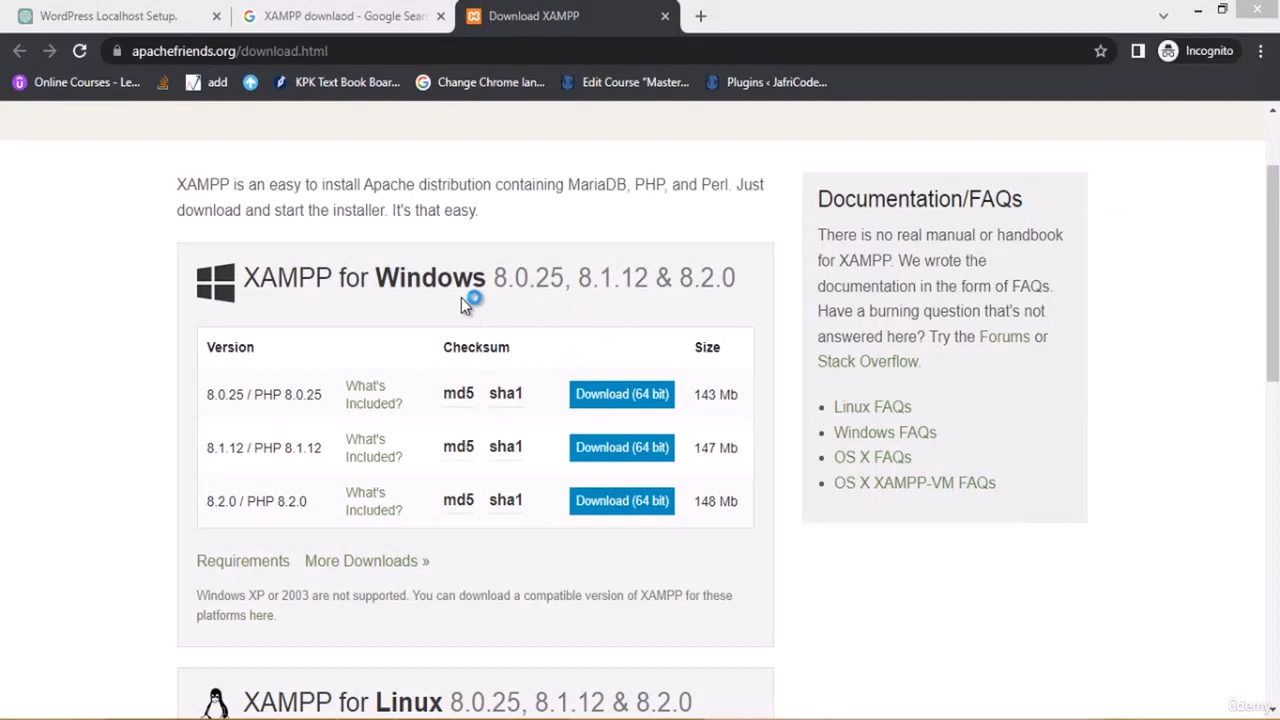 WordPress Localhost Setup.
XAMPP downlaod - Google Sear
Download XAMPP
apachefriends.org/download.html
Incognito
Online Courses - Le...
add
KPK Text Book Boar...
Change Chrome lan...
Edit Course "Master...
Plugins ‹ JafriCode...
XAMPP is an easy to install Apache distribution containing MariaDB, PHP, and Perl. Just
download and start the installer. It's that easy.
XAMPP for Windows 8.0.25, 8.1.12 & 8.2.0
Version Checksum Size
8.0.25 / PHP 8.0.25 What's Included? md5 sha1 Download (64 bit) 143 Mb
8.1.12 / PHP 8.1.12 What's Included? md5 sha1 Download (64 bit) 147 Mb
8.2.0 / PHP 8.2.0 What's Included? md5 sha1 Download (64 bit) 148 Mb
Requirements More Downloads »
Windows XP or 2003 are not supported. You can download a compatible version of XAMPP for these
platforms here.
XAMPP for Linux 8.0.25, 8.1.12 & 8.2.0
Documentation/FAQs
There is no real manual or handbook
for XAMPP. We wrote the
documentation in the form of FAQs.
Have a burning question that's not
answered here? Try the Forums or
Stack Overflow.
• Linux FAQs
• Windows FAQs
• OS X FAQs
• OS X XAMPP-VM FAQs
ûdemy